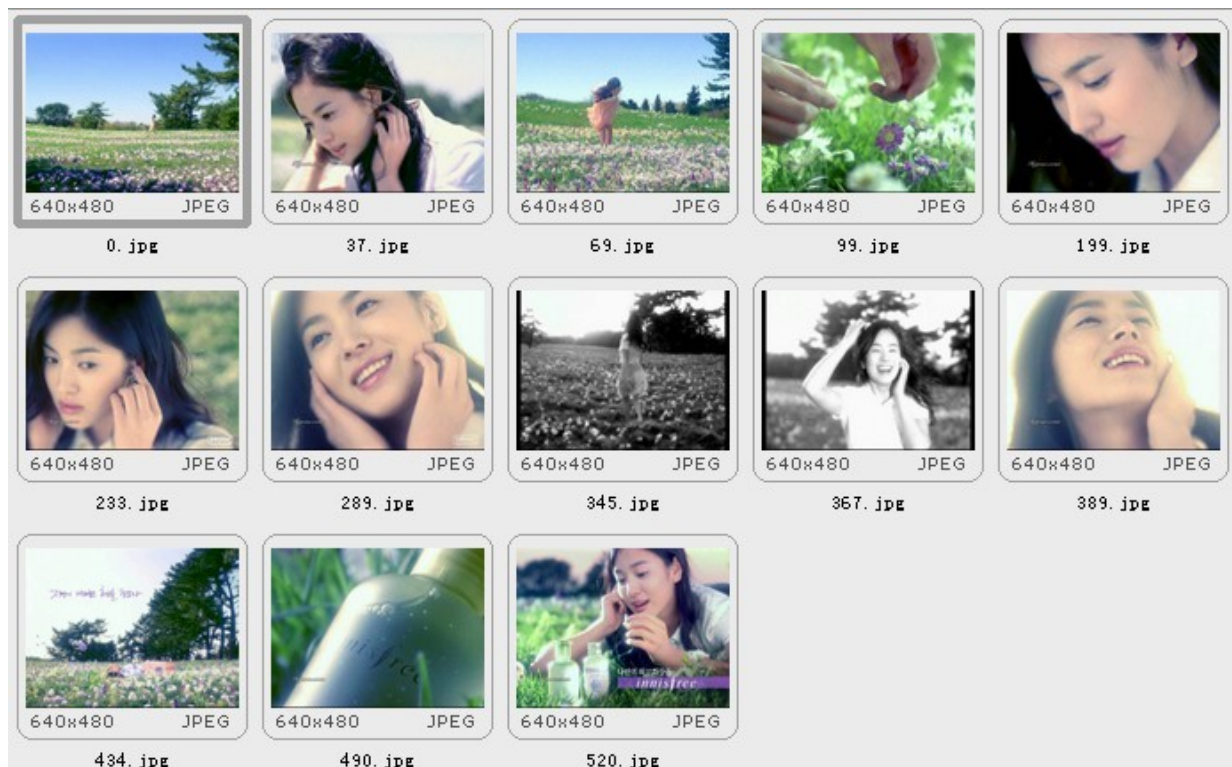 640x480 JPEG
0. jpg
640x480 JPEG
37. jpg
640x480 JPEG
69. jpg
640x480 JPEG
99. jpg
640x480 JPEG
199. jpg
640x480 JPEG
233. jpg
640x480 JPEG
289. jpg
640x480 JPEG
345. jpg
640x480 JPEG
367. jpg
640x480 JPEG
389. jpg
640x480 JPEG
434. jpg
innisfree
640x480 JPEG
490. jpg
innisfree
640x480 JPEG
520. jpg